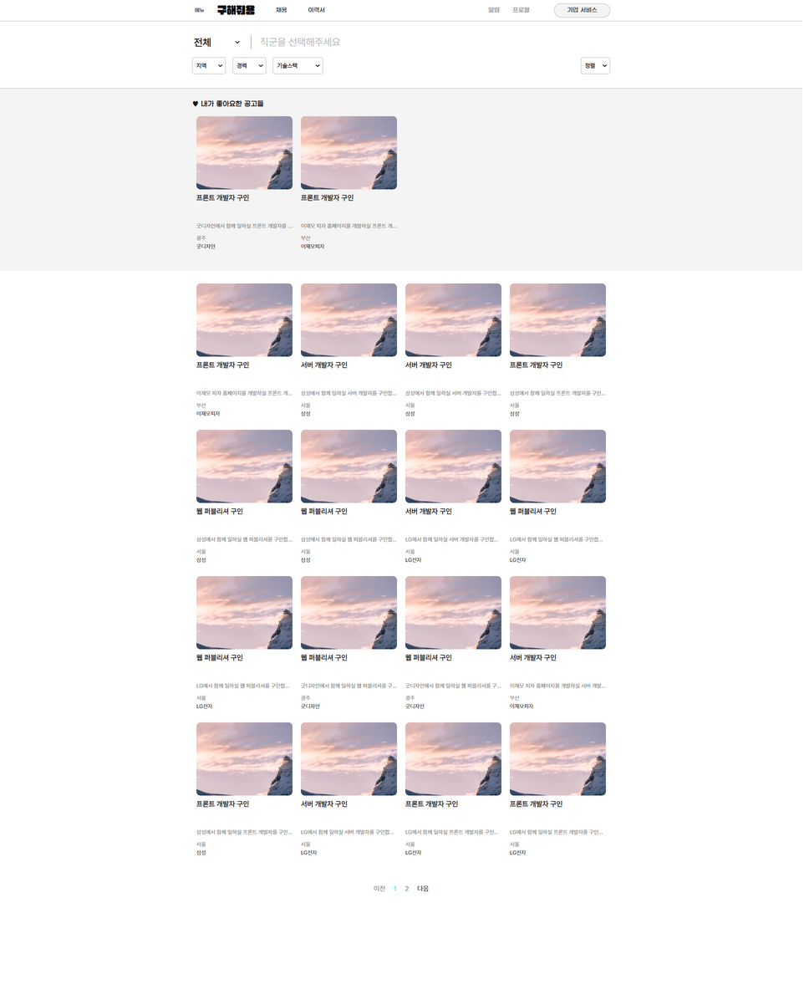 메뉴 구해줘용 채용 이력서 알림 프로필 기업 서비스
전체 직군을 선택해주세요
지역 경력 기술스택 정렬
♥ 내가 좋아요한 공고들
프론트 개발자 구인 프론트 개발자 구인
굿디자인에서 함께 일하실 프론트 개발자를 ... 이재모 피자 홈페이지를 개발하실 프론트 개...
광주 부산
굿디자인 이재모피자
프론트 개발자 구인 서버 개발자 구인 서버 개발자 구인 프론트 개발자 구인
이재모 피자 홈페이지를 개발하실 프론트 개... 삼성에서 함께 일하실 서버 개발자를 구인합... 삼성에서 함께 일하실 서버 개발자를 구인합... 삼성에서 함께 일하실 프론트 개발자를 구인...
부산 서울 서울 서울
이재모피자 삼성 삼성 삼성
웹 퍼블리셔 구인 웹 퍼블리셔 구인 서버 개발자 구인 웹 퍼블리셔 구인
삼성에서 함께 일하실 웹 퍼블리셔를 구인합... 삼성에서 함께 일하실 웹 퍼블리셔를 구인합... LG에서 함께 일하실 서버 개발자를 구인합... LG에서 함께 일하실 웹 퍼블리셔를 구인합...
서울 서울 서울 서울
삼성 삼성 LG전자 LG전자
웹 퍼블리셔 구인 웹 퍼블리셔 구인 웹 퍼블리셔 구인 서버 개발자 구인
LG에서 함께 일하실 웹 퍼블리셔를 구인합... 굿디자인에서 함께 일하실 웹 퍼블리셔를 구... 굿디자인에서 함께 일하실 웹 퍼블리셔를 구... 이재모 피자 홈페이지를 개발하실 서버 개발...
서울 광주 광주 부산
LG전자 굿디자인 굿디자인 이재모피자
프론트 개발자 구인 서버 개발자 구인 프론트 개발자 구인 프론트 개발자 구인
삼성에서 함께 일하실 프론트 개발자를 구인... LG에서 함께 일하실 서버 개발자를 구인합... LG에서 함께 일하실 프론트 개발자를 구인... LG에서 함께 일하실 프론트 개발자를 구인...
서울 서울 서울 서울
삼성 LG전자 LG전자 LG전자
이전 1 2 다음